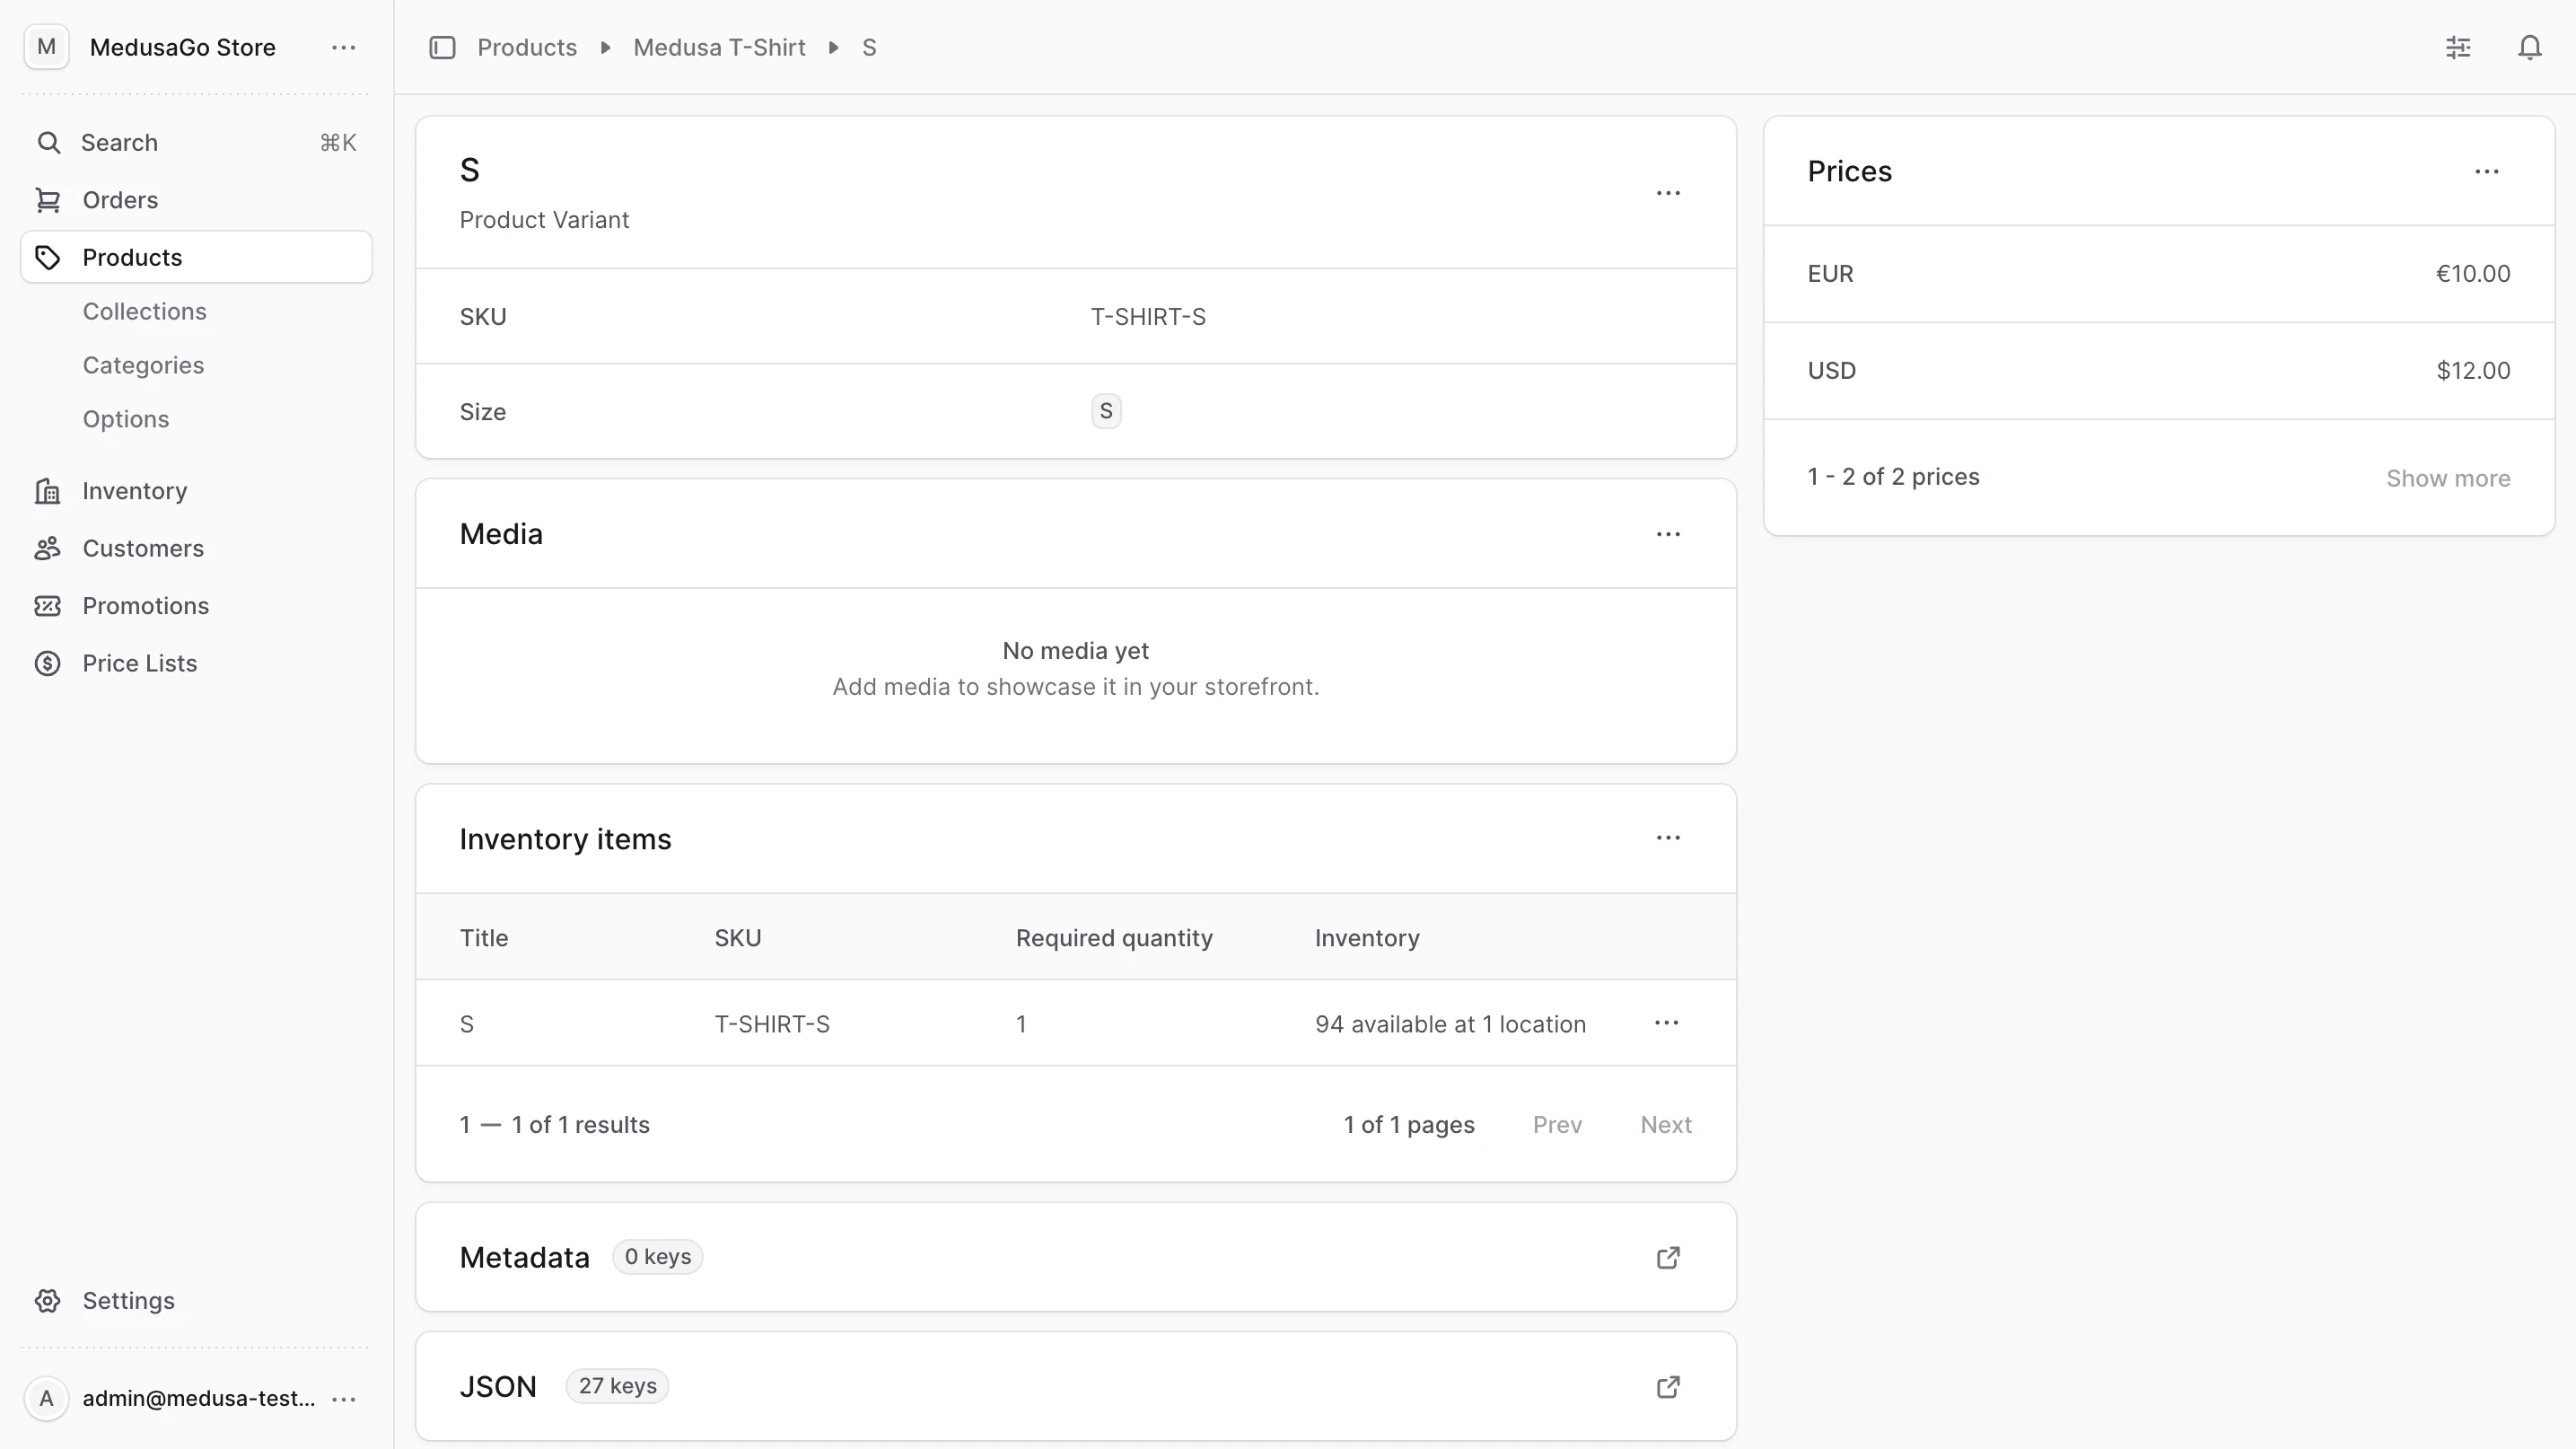 M
MedusaGo Store
Search
⌘K
Orders
Products
Collections
Categories
Options
Inventory
Customers
Promotions
Price Lists
Settings
A
admin@medusa-test...
Products
Medusa T-Shirt
S
S
Product Variant
SKU
T-SHIRT-S
Size
S
Media
No media yet
Add media to showcase it in your storefront.
Inventory items
Title
SKU
Required quantity
Inventory
S
T-SHIRT-S
1
94 available at 1 location
1 — 1 of 1 results
1 of 1 pages
Prev
Next
Metadata
0 keys
JSON
27 keys
Prices
EUR
€10.00
USD
$12.00
1 - 2 of 2 prices
Show more